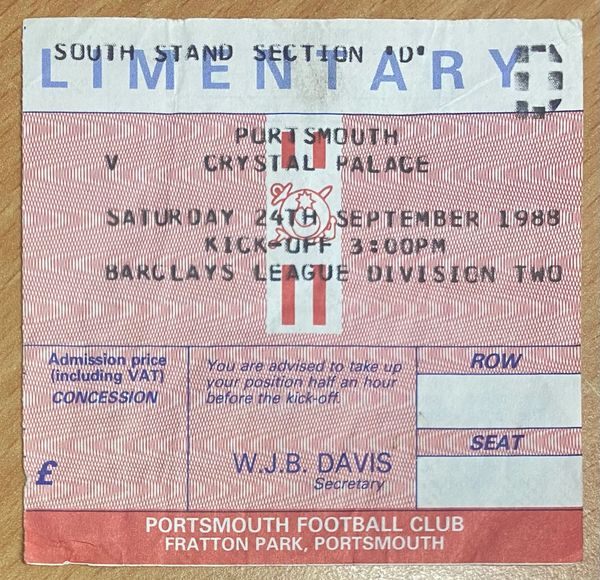 SOUTH STAND SECTION 'D'
LIMENTARY
PORTSMOUTH
V CRYSTAL PALACE
SATURDAY 24TH SEPTEMBER 1988
KICK-OFF 3:00PM
BARCLAYS LEAGUE DIVISION TWO
Admission price
(including VAT)
CONCESSION
£
You are advised to take up
your position half an hour
before the kick-off.
W.J.B. DAVIS
Secretary
ROW
SEAT
PORTSMOUTH FOOTBALL CLUB
FRATTON PARK, PORTSMOUTH